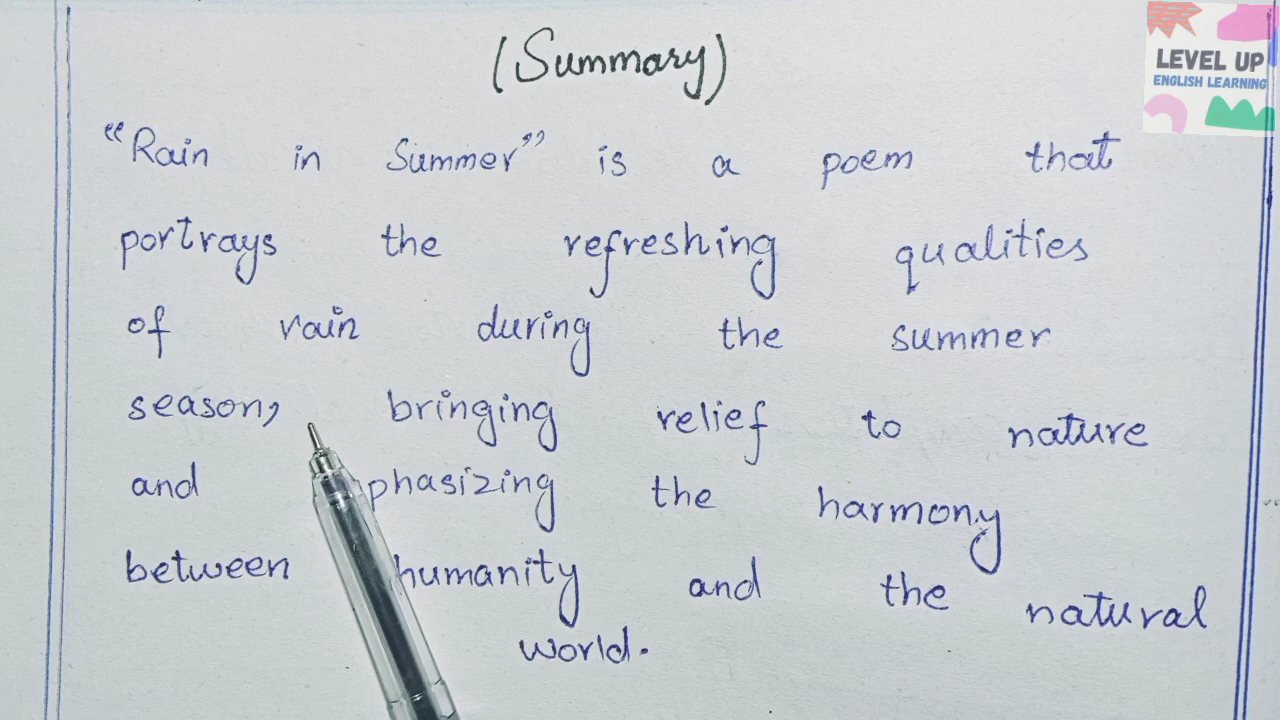 (Summary)
LEVEL UP
ENGLISH LEARNING
"Rain in Summer" is a poem that
portrays the refreshing qualities
of rain during the summer
season, bringing relief to nature
and phasizing the harmony
between humanity and the natural
world.